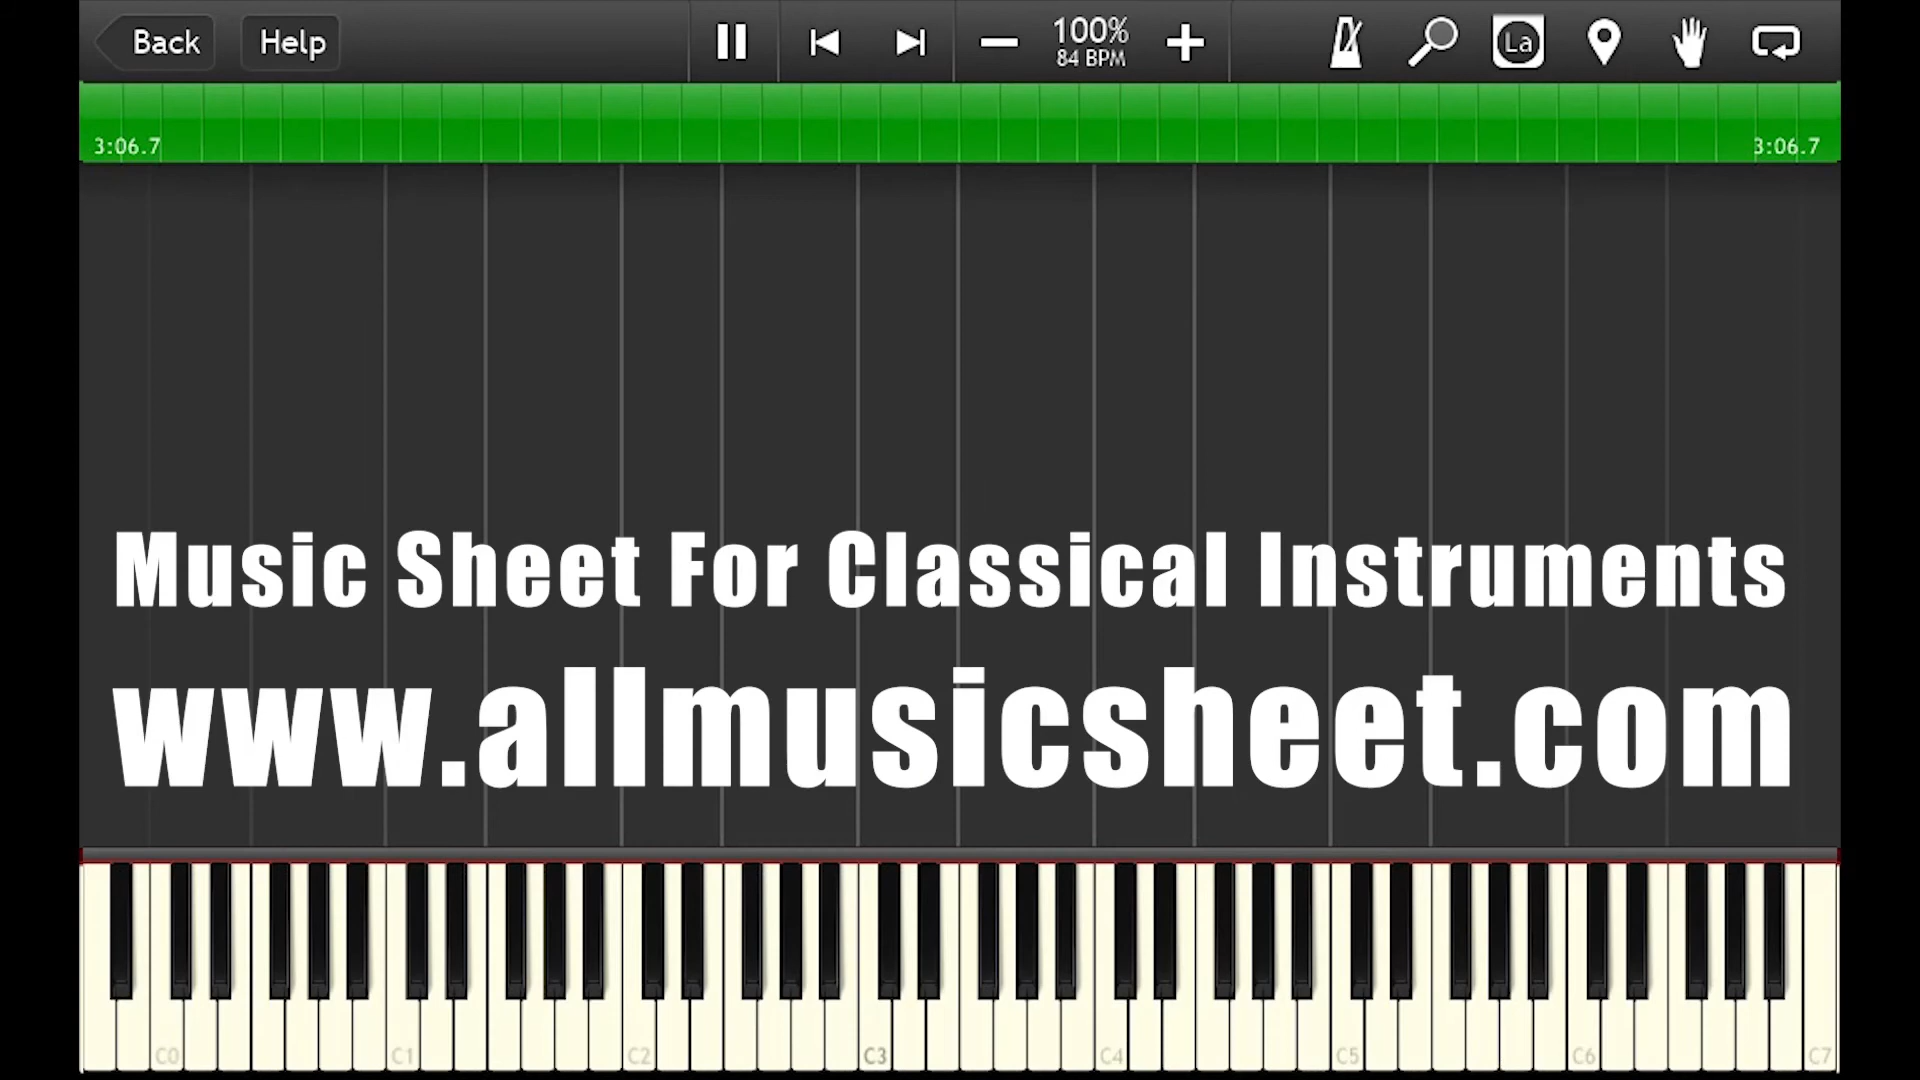 Back Help 100% La
84 BPM
3:06.7 3:06.7
Music Sheet For Classical Instruments
www.allmusicsheet.com
C0 C1 C2 C3 C4 C5 C6 C7